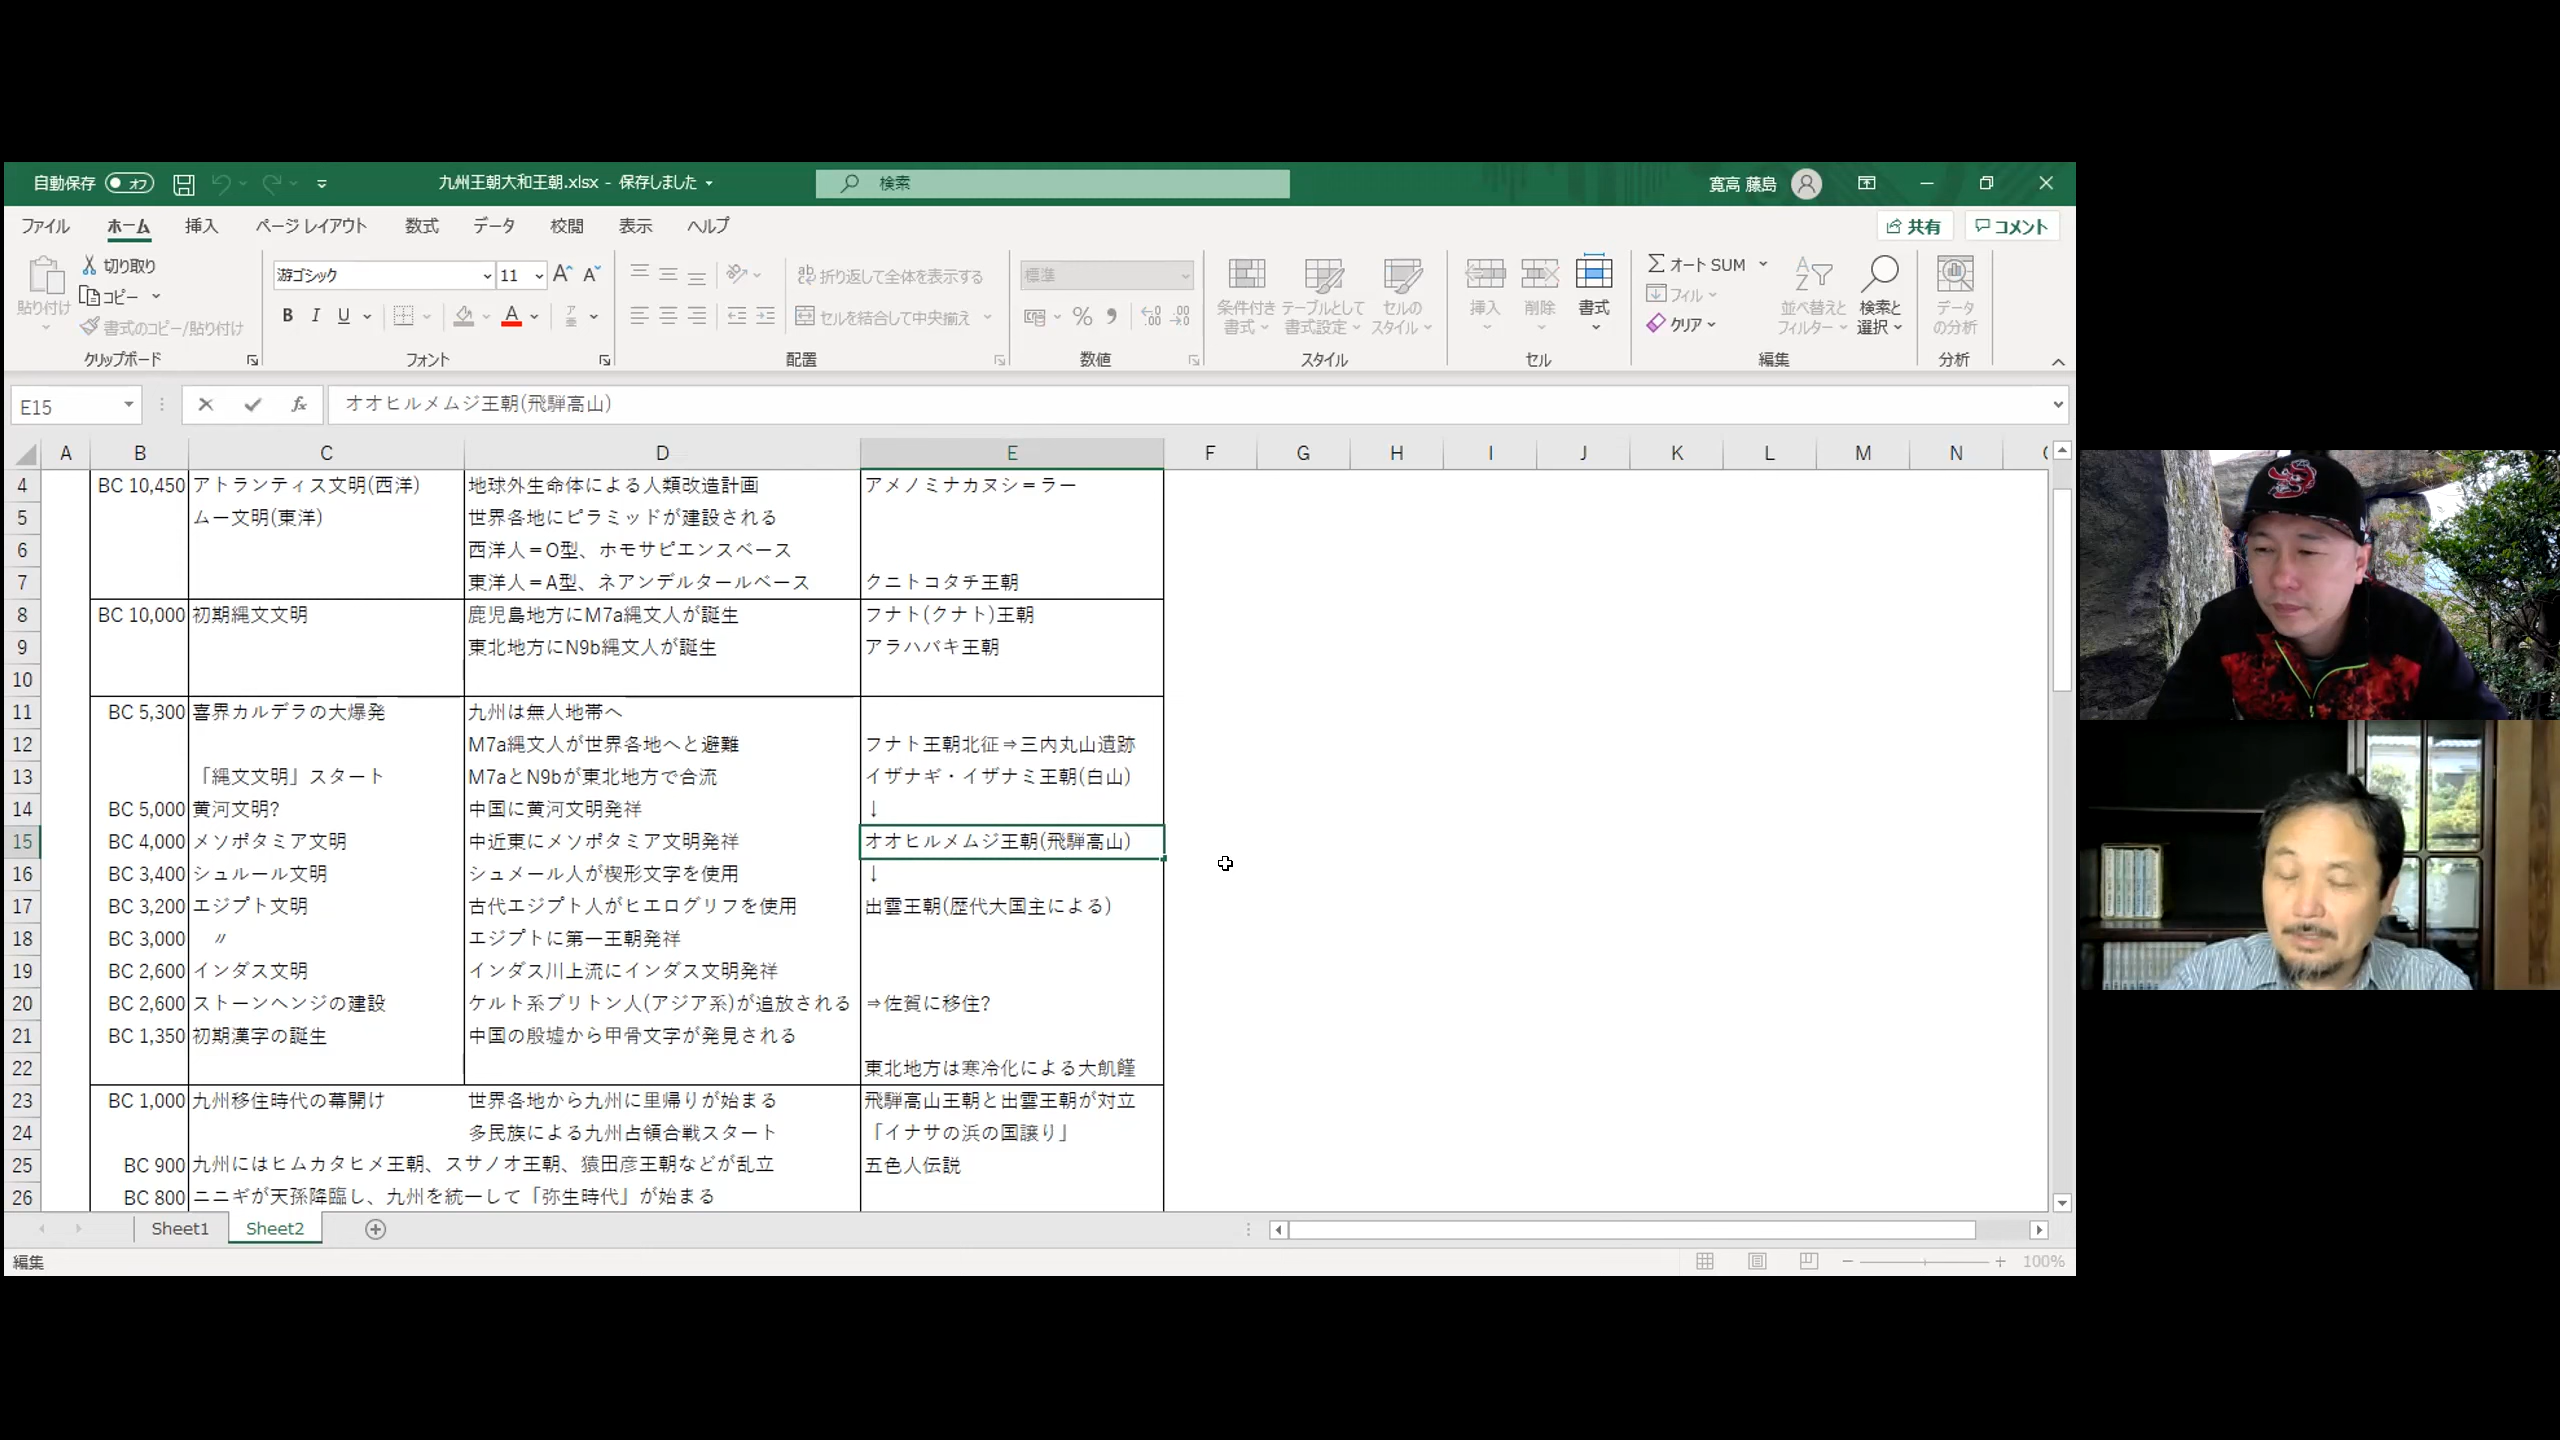 自動保存 オフ 九州王朝大和王朝.xlsx - 保存しました 検索 寛高 藤島
ファイル ホーム 挿入 ページ レイアウト 数式 データ 校閲 表示 ヘルプ 共有 コメント
貼り付け 切り取り コピー 書式のコピー/貼り付け クリップボード
游ゴシック 11 A A B I U A フォント
ab 折り返して全体を表示する セルを結合して中央揃え 配置
標準 % 数値
条件付き書式 テーブルとして書式設定 セルのスタイル スタイル
挿入 削除 書式 セル
Σ オート SUM フィル クリア 並べ替えとフィルター 検索と選択 編集
データの分析 分析
E15 fx オオヒルメムジ王朝(飛騨高山)
A B C D E F G H I J K L M N
4 BC 10,450 アトランティス文明(西洋) 地球外生命体による人類改造計画 アメノミナカヌシ＝ラー
5 ムー文明(東洋) 世界各地にピラミッドが建設される
6 西洋人＝O型、ホモサピエンスベース
7 東洋人＝A型、ネアンデルタールベース クニトコタチ王朝
8 BC 10,000 初期縄文文明 鹿児島地方にM7a縄文人が誕生 フナト(クナト)王朝
9 東北地方にN9b縄文人が誕生 アラハバキ王朝
10
11 BC 5,300 喜界カルデラの大爆発 九州は無人地帯へ
12 M7a縄文人が世界各地へと避難 フナト王朝北征⇒三内丸山遺跡
13 「縄文文明」スタート M7aとN9bが東北地方で合流 イザナギ・イザナミ王朝(白山)
14 BC 5,000 黄河文明? 中国に黄河文明発祥 ↓
15 BC 4,000 メソポタミア文明 中近東にメソポタミア文明発祥 オオヒルメムジ王朝(飛騨高山)
16 BC 3,400 シュルール文明 シュメール人が楔形文字を使用 ↓
17 BC 3,200 エジプト文明 古代エジプト人がヒエログリフを使用 出雲王朝(歴代大国主による)
18 BC 3,000 〃 エジプトに第一王朝発祥
19 BC 2,600 インダス文明 インダス川上流にインダス文明発祥
20 BC 2,600 ストーンヘンジの建設 ケルト系ブリトン人(アジア系)が追放される ⇒佐賀に移住?
21 BC 1,350 初期漢字の誕生 中国の殷墟から甲骨文字が発見される
22 東北地方は寒冷化による大飢饉
23 BC 1,000 九州移住時代の幕開け 世界各地から九州に里帰りが始まる 飛騨高山王朝と出雲王朝が対立
24 多民族による九州占領合戦スタート 「イナサの浜の国譲り」
25 BC 900 九州にはヒムカタヒメ王朝、スサノオ王朝、猿田彦王朝などが乱立 五色人伝説
26 BC 800 ニニギが天孫降臨し、九州を統一して「弥生時代」が始まる
Sheet1 Sheet2
編集 100%